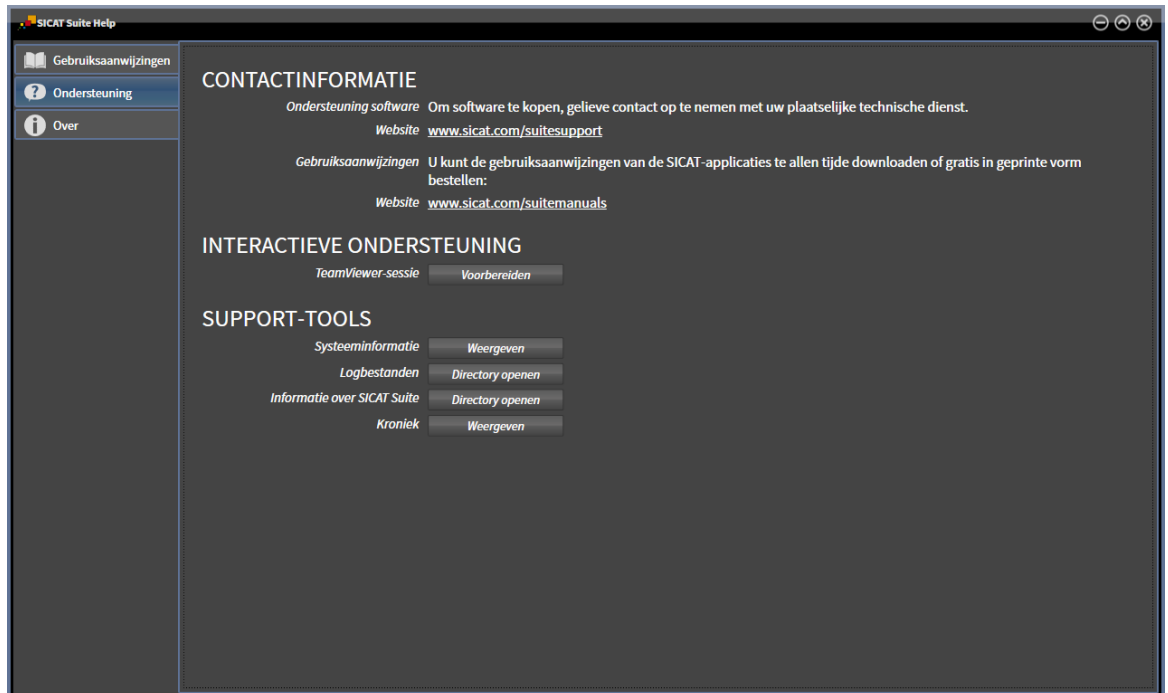 SICAT Suite Help
Gebruiksaanwijzingen
Ondersteuning
Over
CONTACTINFORMATIE
Ondersteuning software Om software te kopen, gelieve contact op te nemen met uw plaatselijke technische dienst.
Website www.sicat.com/suitesupport
Gebruiksaanwijzingen U kunt de gebruiksaanwijzingen van de SICAT-applicaties te allen tijde downloaden of gratis in geprinte vorm
bestellen:
Website www.sicat.com/suitemanuals
INTERACTIEVE ONDERSTEUNING
TeamViewer-sessie Voorbereiden
SUPPORT-TOOLS
Systeeminformatie Weergeven
Logbestanden Directory openen
Informatie over SICAT Suite Directory openen
Kroniek Weergeven